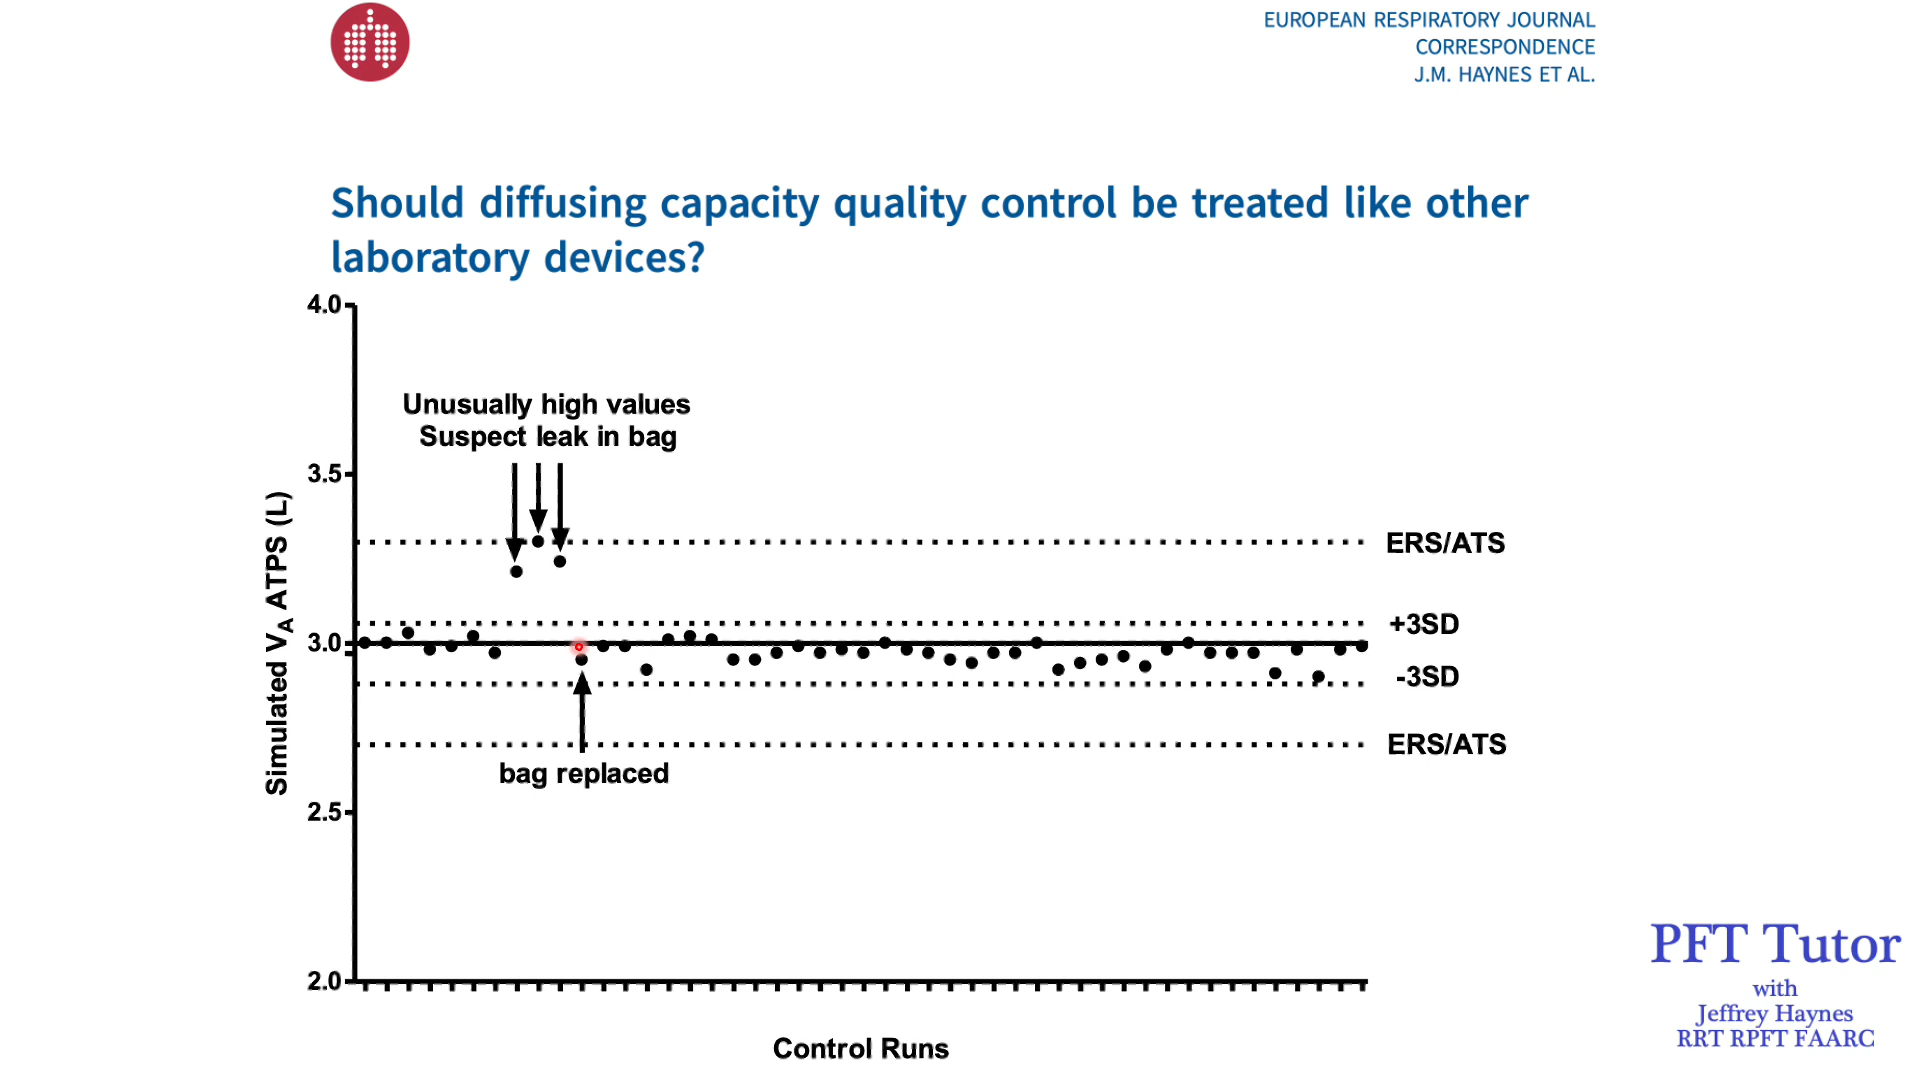 EUROPEAN RESPIRATORY JOURNAL
CORRESPONDENCE
J.M. HAYNES ET AL.
Should diffusing capacity quality control be treated like other
laboratory devices?
4.0
Unusually high values
Suspect leak in bag
3.5
ERS/ATS
+3SD
3.0
-3SD
ERS/ATS
bag replaced
2.5
2.0
Simulated VA ATPS (L)
Control Runs
PFT Tutor
with
Jeffrey Haynes
RRT RPFT FAARC